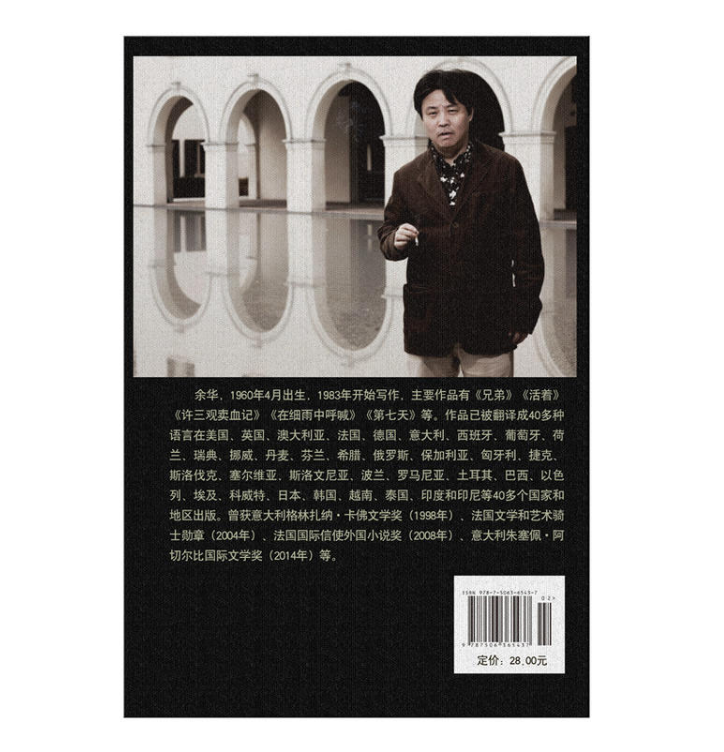 余华，1960年4月出生，1983年开始写作，主要作品有《兄弟》《活着》
《许三观卖血记》《在细雨中呼喊》《第七天》等。作品已被翻译成40多种
语言在美国、英国、澳大利亚、法国、德国、意大利、西班牙、葡萄牙、荷
兰、瑞典、挪威、丹麦、芬兰、希腊、俄罗斯、保加利亚、匈牙利、捷克、
斯洛伐克、塞尔维亚、斯洛文尼亚、波兰、罗马尼亚、土耳其、巴西、以色
列、埃及、科威特、日本、韩国、越南、泰国、印度和印尼等40多个国家和
地区出版。曾获意大利格林扎纳·卡佛文学奖（1998年）、法国文学和艺术骑
士勋章（2004年）、法国国际信使外国小说奖（2008年）、意大利朱塞佩·阿
切尔比国际文学奖（2014年）等。
ISBN 978-7-5063-6543-7
02>
9 787506 365437
定价：28.00元